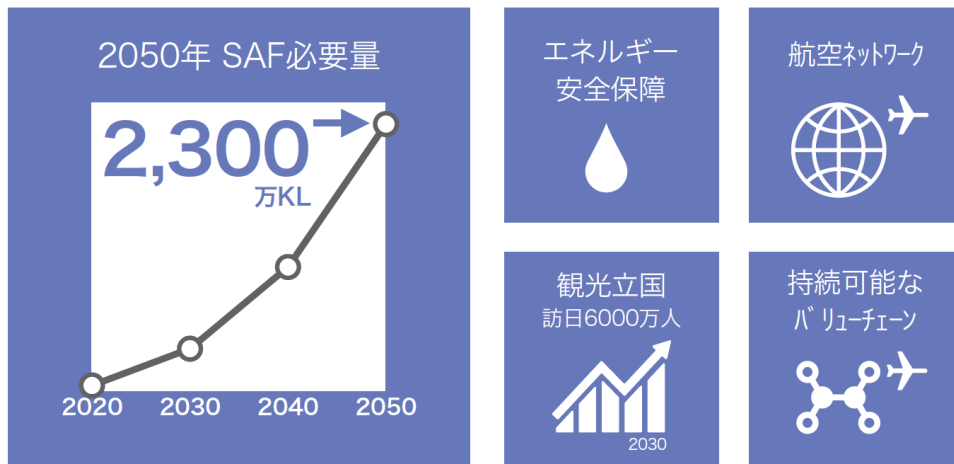 2050年 SAF必要量
2,300
万KL
2020 2030 2040 2050
エネルギー
安全保障
航空ネットワーク
観光立国
訪日6000万人
2030
持続可能な
バリューチェーン